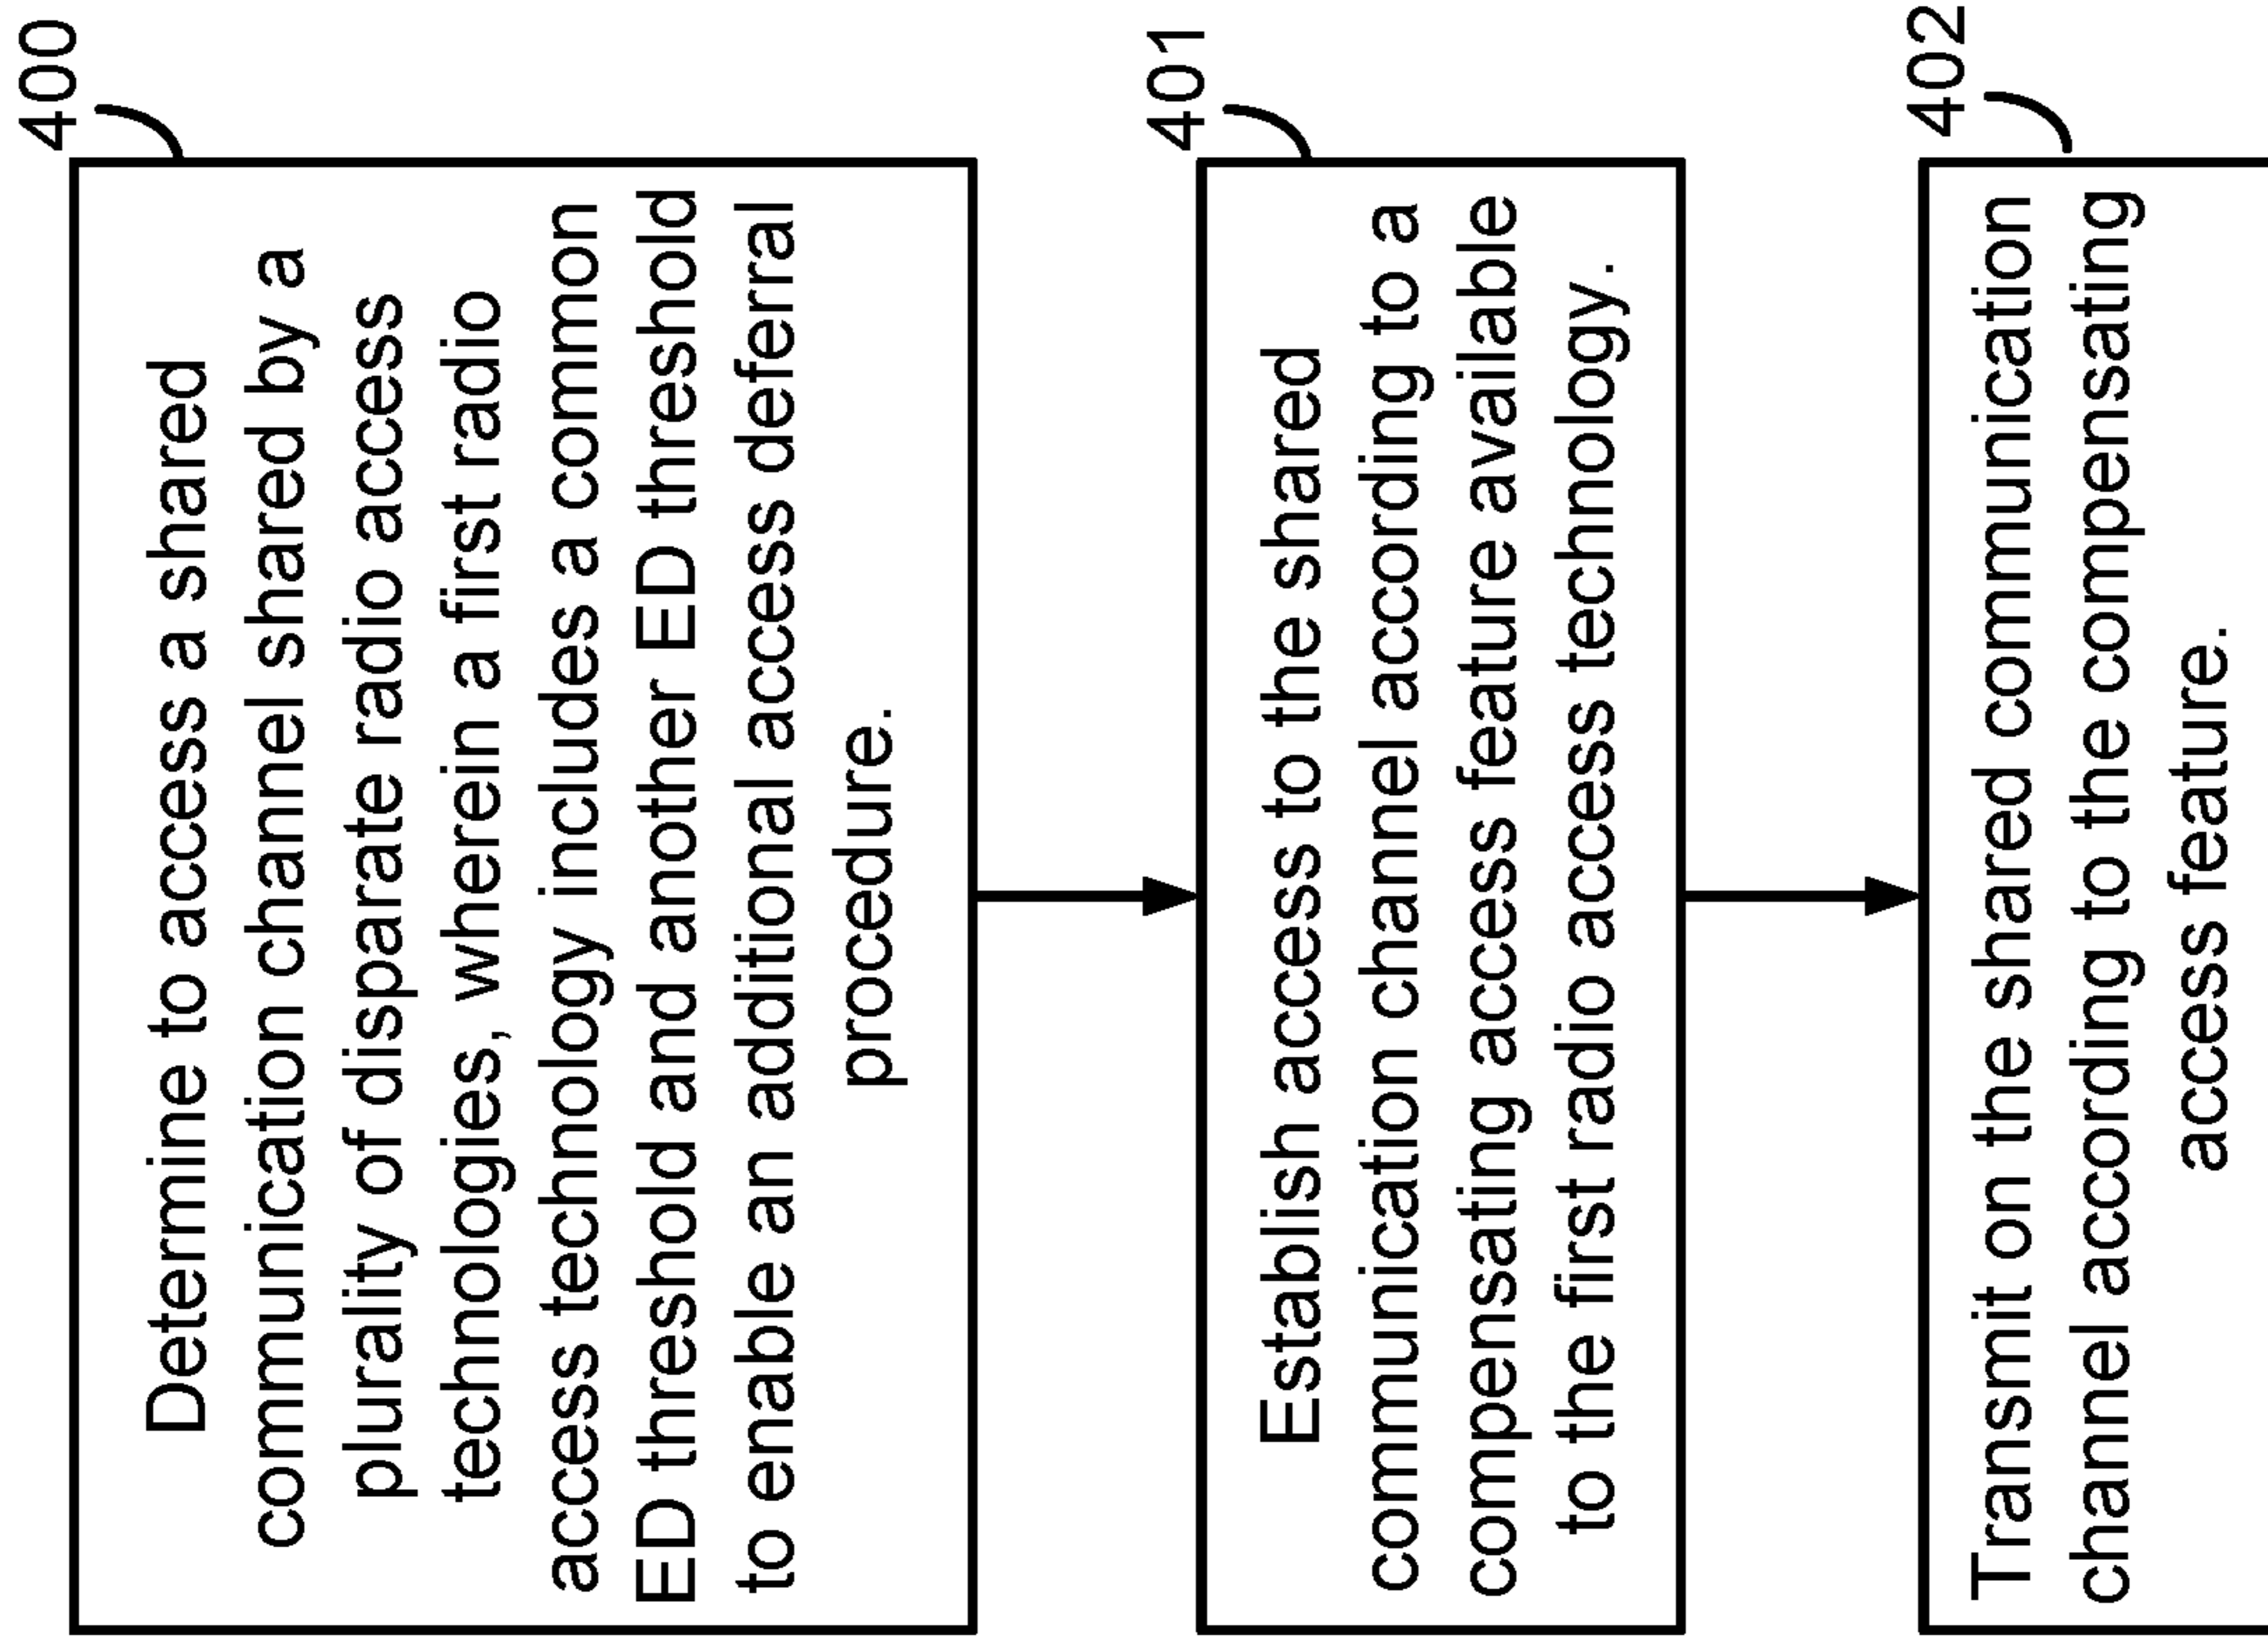 400
Determine to access a shared
communication channel shared by a
plurality of disparate radio access
technologies, wherein a first radio
access technology includes a common
ED threshold and another ED threshold
to enable an additional access deferral
procedure.
401
Establish access to the shared
communication channel according to a
compensating access feature available
to the first radio access technology.
402
Transmit on the shared communication
channel according to the compensating
access feature.